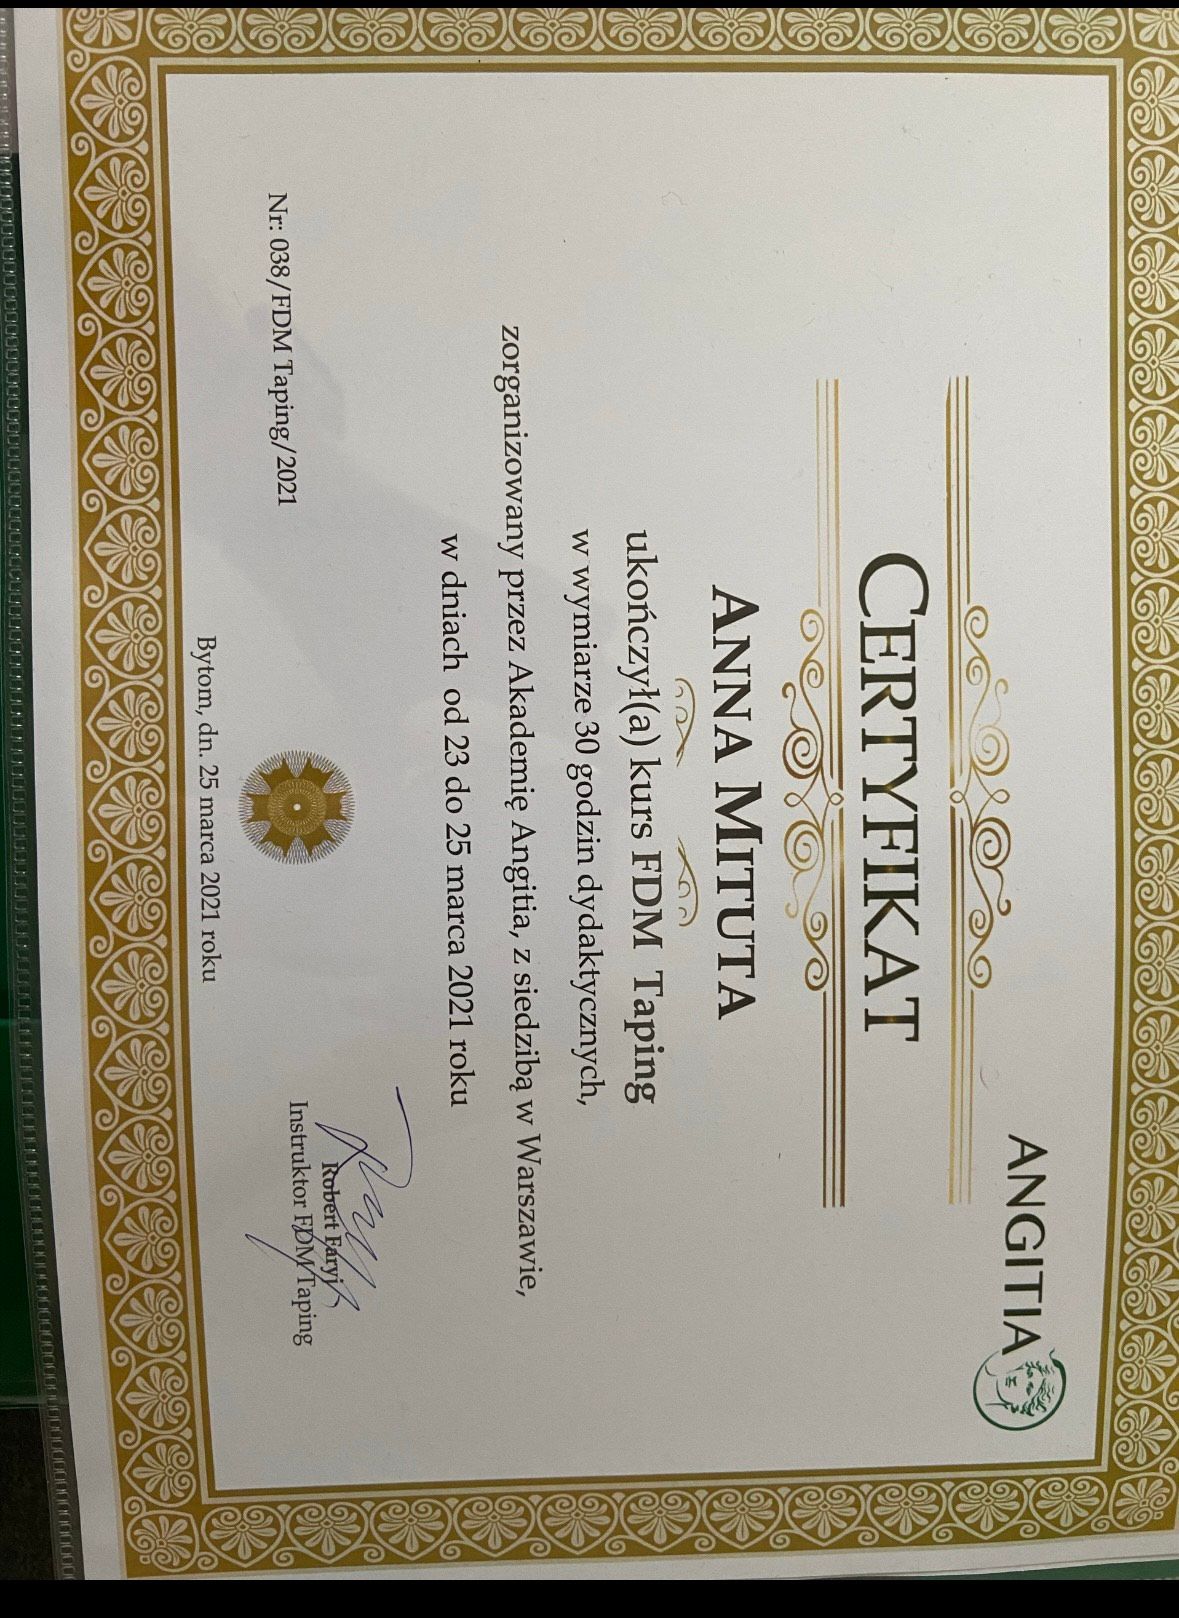 ANGITIA
CERTYFIKAT
ANNA MITUTA
ukończył(a) kurs FDM Taping
w wymiarze 30 godzin dydaktycznych,
zorganizowany przez Akademię Angitia, z siedzibą w Warszawie,
w dniach od 23 do 25 marca 2021 roku
Nr: 038/FDM Taping/2021
Robert Faryj
Instruktor FDM Taping
Bytom, dn. 25 marca 2021 roku